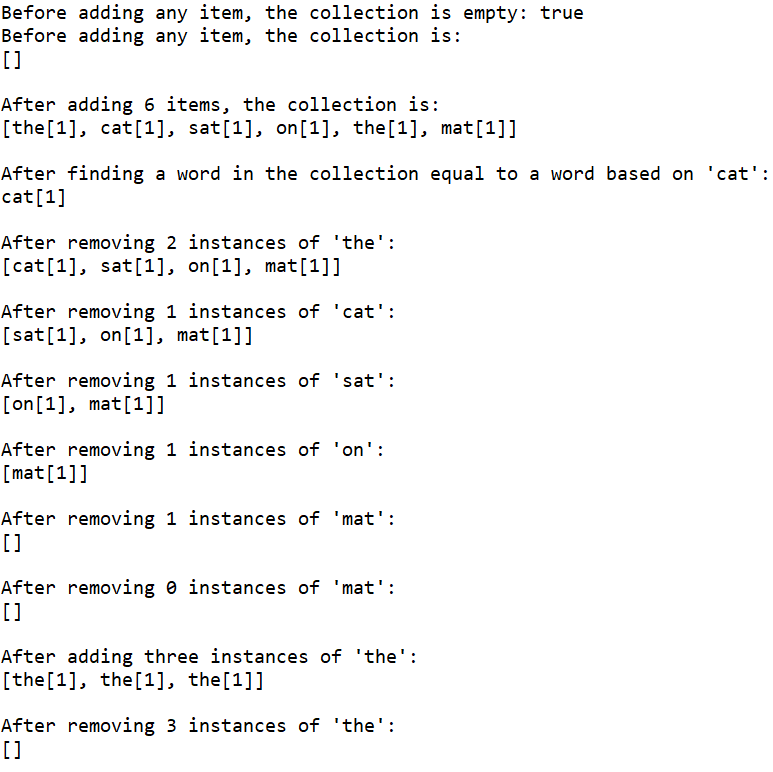 Before adding any item, the collection is empty: true
Before adding any item, the collection is:
[]
After adding 6 items, the collection is:
[the[1], cat[1], sat[1], on[1], the[1], mat[1]]
After finding a word in the collection equal to a word based on 'cat':
cat[1]
After removing 2 instances of 'the':
[cat[1], sat[1], on[1], mat[1]]
After removing 1 instances of 'cat':
[sat[1], on[1], mat[1]]
After removing 1 instances of 'sat':
[on[1], mat[1]]
After removing 1 instances of 'on':
[mat[1]]
After removing 1 instances of 'mat':
[]
After removing 0 instances of 'mat':
[]
After adding three instances of 'the':
[the[1], the[1], the[1]]
After removing 3 instances of 'the':
[]